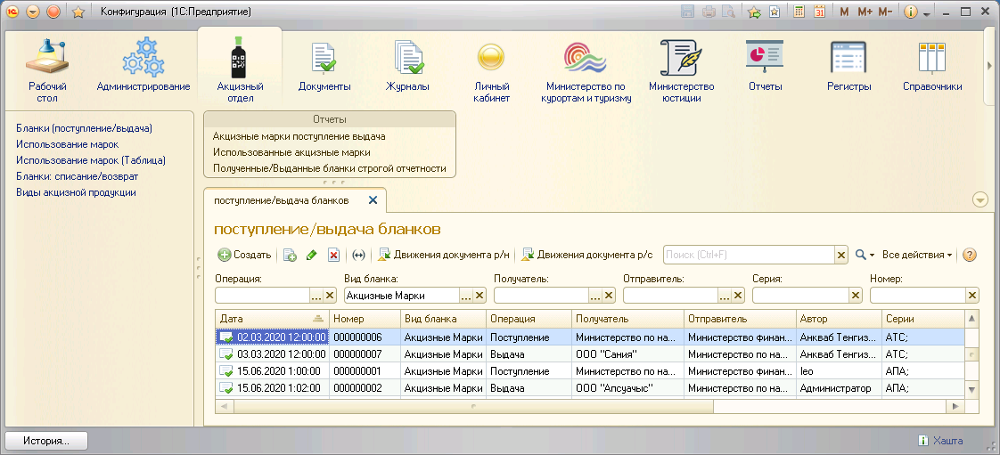 Конфигурация (1С:Предприятие)
M M+ M-
Рабочий стол
Администрирование
Акцизный отдел
Документы
Журналы
Личный кабинет
Министерство по курортам и туризму
Министерство юстиции
Отчеты
Регистры
Справочники
Бланки (поступление/выдача)
Использование марок
Использование марок (Таблица)
Бланки: списание/возврат
Виды акцизной продукции
Отчеты
Акцизные марки поступление выдача
Использованные акцизные марки
Полученные/Выданные бланки строгой отчетности
поступление/выдача бланков
поступление/выдача бланков
Создать Движения документа р/н Движения документа р/с Поиск (Ctrl+F) Все действия
Операция: Вид бланка: Получатель: Отправитель: Серия: Номер:
Акцизные Марки
Дата Номер Вид бланка Операция Получатель Отправитель Автор Серии
02.03.2020 12:00:00 000000006 Акцизные Марки Поступление Министерство по на... Министерство финан... Анкваб Тенгиз... АТС;
03.03.2020 12:00:00 000000007 Акцизные Марки Выдача ООО "Сания" Министерство по на... Анкваб Тенгиз... АТС;
15.06.2020 1:00:00 000000001 Акцизные Марки Поступление Министерство по на... Министерство финан... leo АПА;
15.06.2020 1:02:00 000000002 Акцизные Марки Выдача ООО "Апсуачыс" Министерство по на... Администратор АПА;
История...
Хашта